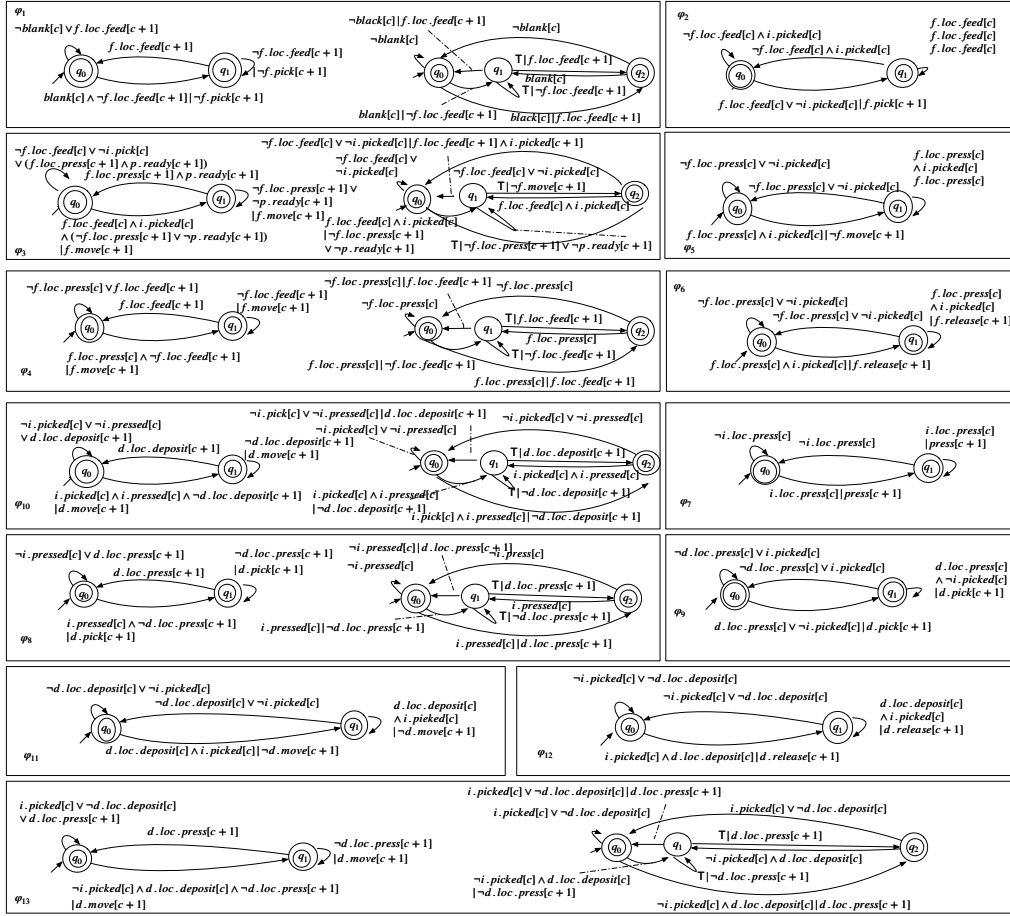 φ1
¬blank[c] ∨ f.loc.feed[c+1]
f.loc.feed[c+1]
¬f.loc.feed[c+1]
|¬f.pick[c+1]
q0
q1
blank[c] ∧ ¬f.loc.feed[c+1]|¬f.pick[c+1]
¬black[c]|f.loc.feed[c+1]
¬blank[c]
¬blank[c]
T|f.loc.feed[c+1]
q0
q1
q2
blank[c]
T|¬f.loc.feed[c+1]
blank[c]|¬f.loc.feed[c+1]
black[c]|f.loc.feed[c+1]
φ2
f.loc.feed[c]
f.loc.feed[c]
f.loc.feed[c]
¬f.loc.feed[c] ∧ i.picked[c]
¬f.loc.feed[c] ∧ i.picked[c]
q0
q1
f.loc.feed[c] ∨ ¬i.picked[c]|f.pick[c+1]
¬f.loc.feed[c] ∨ ¬i.pick[c]
∨ (f.loc.press[c+1] ∧ p.ready[c+1])
f.loc.press[c+1] ∧ p.ready[c+1]
¬f.loc.press[c+1] ∨
¬p.ready[c+1]
|f.move[c+1]
q0
q1
f.loc.feed[c] ∧ i.picked[c]
∧ (¬f.loc.press[c+1] ∨ ¬p.ready[c+1])
|f.move[c+1]
φ3
¬f.loc.feed[c] ∨ ¬i.picked[c]|f.loc.feed[c+1] ∧ i.picked[c+1]
¬f.loc.feed[c] ∨
¬i.picked[c]
¬f.loc.feed[c] ∨ ¬i.picked[c]
T|¬f.move[c+1]
q0
q1
q2
f.loc.feed[c] ∧ i.picked[c]
f.loc.feed[c] ∧ i.picked[c]
|¬f.loc.press[c+1]
∨ ¬p.ready[c+1]
T|¬f.loc.press[c+1] ∨ ¬p.ready[c+1]
¬f.loc.press[c] ∨ ¬i.picked[c]
f.loc.press[c]
∧ i.picked[c]
f.loc.press[c]
¬f.loc.press[c] ∨ ¬i.picked[c]
q0
q1
f.loc.press[c] ∧ i.picked[c]|¬f.move[c+1]
φ5
¬f.loc.press[c] ∨ f.loc.feed[c]
f.loc.feed[c]
¬f.loc.feed[c+1]
|f.move[c+1]
q0
q1
f.loc.press[c] ∧ ¬f.loc.feed[c+1]
|f.move[c+1]
φ4
¬f.loc.press[c]|f.loc.feed[c+1]
¬f.loc.press[c]
¬f.loc.press[c]
T|f.loc.feed[c+1]
q0
q1
q2
f.loc.press[c]
T|¬f.loc.feed[c+1]
f.loc.press[c]|¬f.loc.feed[c+1]
f.loc.press[c]|f.loc.feed[c+1]
φ6
¬f.loc.press[c] ∨ ¬i.picked[c]
f.loc.press[c]
∧ i.picked[c]
|f.release[c+1]
¬f.loc.press[c] ∨ ¬i.picked[c]
q0
q1
f.loc.press[c] ∧ i.picked[c]|f.release[c+1]
¬i.picked[c] ∨ ¬i.pressed[c]
∨ d.loc.deposit[c+1]
d.loc.deposit[c+1]
¬d.loc.deposit[c+1]
|d.move[c+1]
q0
q1
i.picked[c] ∧ i.pressed[c] ∧ ¬d.loc.deposit[c+1]
|d.move[c+1]
φ10
¬i.pick[c] ∨ ¬i.pressed[c]|d.loc.deposit[c+1]
¬i.picked[c] ∨ ¬i.pressed[c]
¬i.picked[c] ∨ ¬i.pressed[c]
T|d.loc.deposit[c+1]
q0
q1
q2
i.picked[c] ∧ i.pressed[c]
i.picked[c] ∧ i.pressed[c]
|¬d.loc.deposit[c+1]
T|¬d.loc.deposit[c+1]
i.pick[c] ∧ i.pressed[c]|¬d.loc.deposit[c+1]
¬i.loc.press[c]
¬i.loc.press[c]
i.loc.press[c]
|press[c+1]
q0
q1
i.loc.press[c]|press[c+1]
φ7
¬i.pressed[c] ∨ d.loc.press[c+1]
d.loc.press[c+1]
¬d.loc.press[c+1]
|d.pick[c+1]
q0
q1
i.pressed[c] ∧ ¬d.loc.press[c+1]
|d.pick[c+1]
φ8
¬i.pressed[c]|d.loc.press[c+1]
¬i.pressed[c]
¬i.press[c]
T|d.loc.press[c+1]
q0
q1
q2
i.pressed[c]
T|¬d.loc.press[c+1]
i.pressed[c]|¬d.loc.press[c+1]
i.pressed[c]|d.loc.press[c+1]
¬d.loc.press[c] ∨ i.picked[c]
¬d.loc.press[c] ∨ i.picked[c]
d.loc.press[c]
∧ ¬i.picked[c]
|d.pick[c+1]
q0
q1
φ9
d.loc.press[c] ∨ ¬i.picked[c]|d.pick[c+1]
¬d.loc.deposit[c] ∨ ¬i.picked[c]
¬d.loc.deposit[c] ∨ ¬i.picked[c]
d.loc.deposit[c]
∧ i.pieked[c]
|¬d.move[c+1]
q0
q1
d.loc.deposit[c] ∧ i.picked[c]|¬d.move[c+1]
φ11
¬i.picked[c] ∨ ¬d.loc.deposit[c]
¬i.picked[c] ∨ ¬d.loc.deposit[c]
d.loc.deposit[c]
∧ i.picked[c]
|d.release[c+1]
q0
q1
i.picked[c] ∧ d.loc.deposit[c]|d.release[c+1]
φ12
i.picked[c] ∨ ¬d.loc.deposit[c]
∨ d.loc.press[c+1]
d.loc.press[c+1]
¬d.loc.press[c+1]
|d.move[c+1]
q0
q1
¬i.picked[c] ∧ d.loc.deposit[c] ∧ ¬d.loc.press[c+1]
|d.move[c+1]
φ13
i.picked[c] ∨ ¬d.loc.deposit[c]|d.loc.press[c+1]
i.picked[c] ∨ ¬d.loc.deposit[c]
i.picked[c] ∨ ¬d.loc.deposit[c]
T|d.loc.press[c+1]
q0
q1
q2
¬i.picked[c] ∧ d.loc.deposit[c]
¬i.picked[c] ∧ d.loc.deposit[c]
|¬d.loc.press[c+1]
T|¬d.loc.press[c+1]
¬i.picked[c] ∧ d.loc.deposit[c]|d.loc.press[c+1]